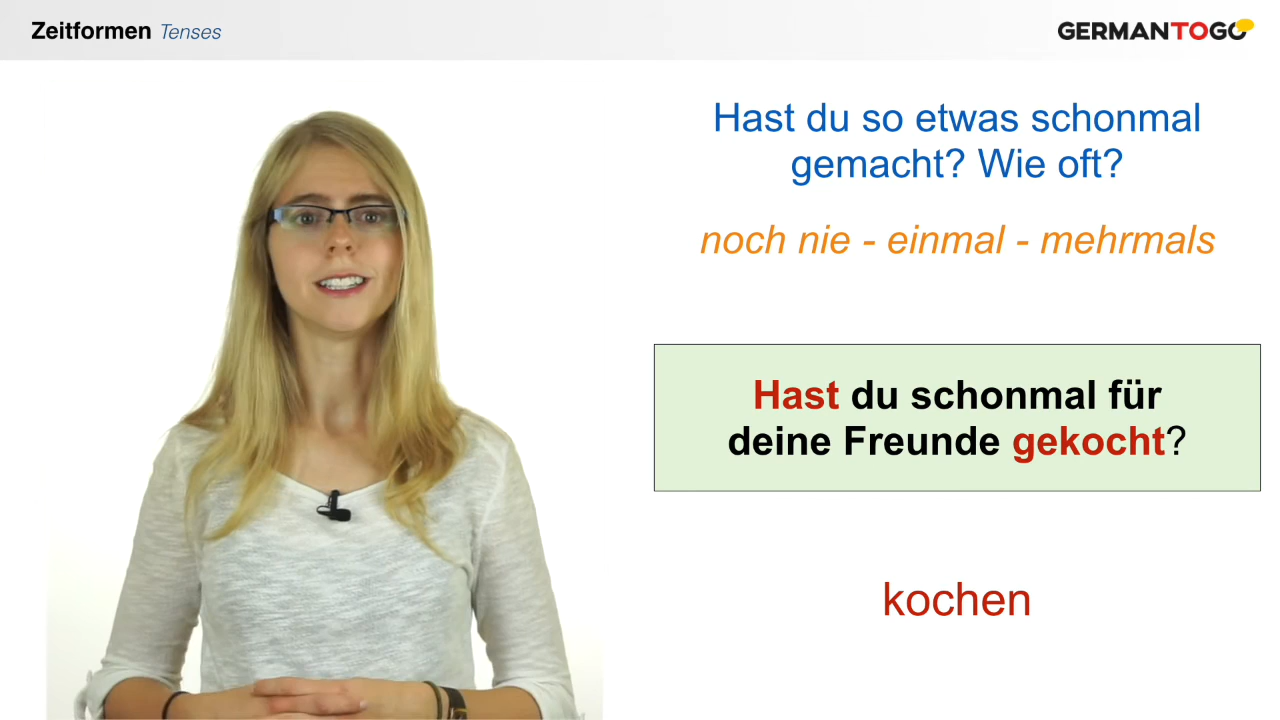 Zeitformen Tenses
GERMANTOGO
Hast du so etwas schonmal
gemacht? Wie oft?
noch nie - einmal - mehrmals
Hast du schonmal für
deine Freunde gekocht?
kochen